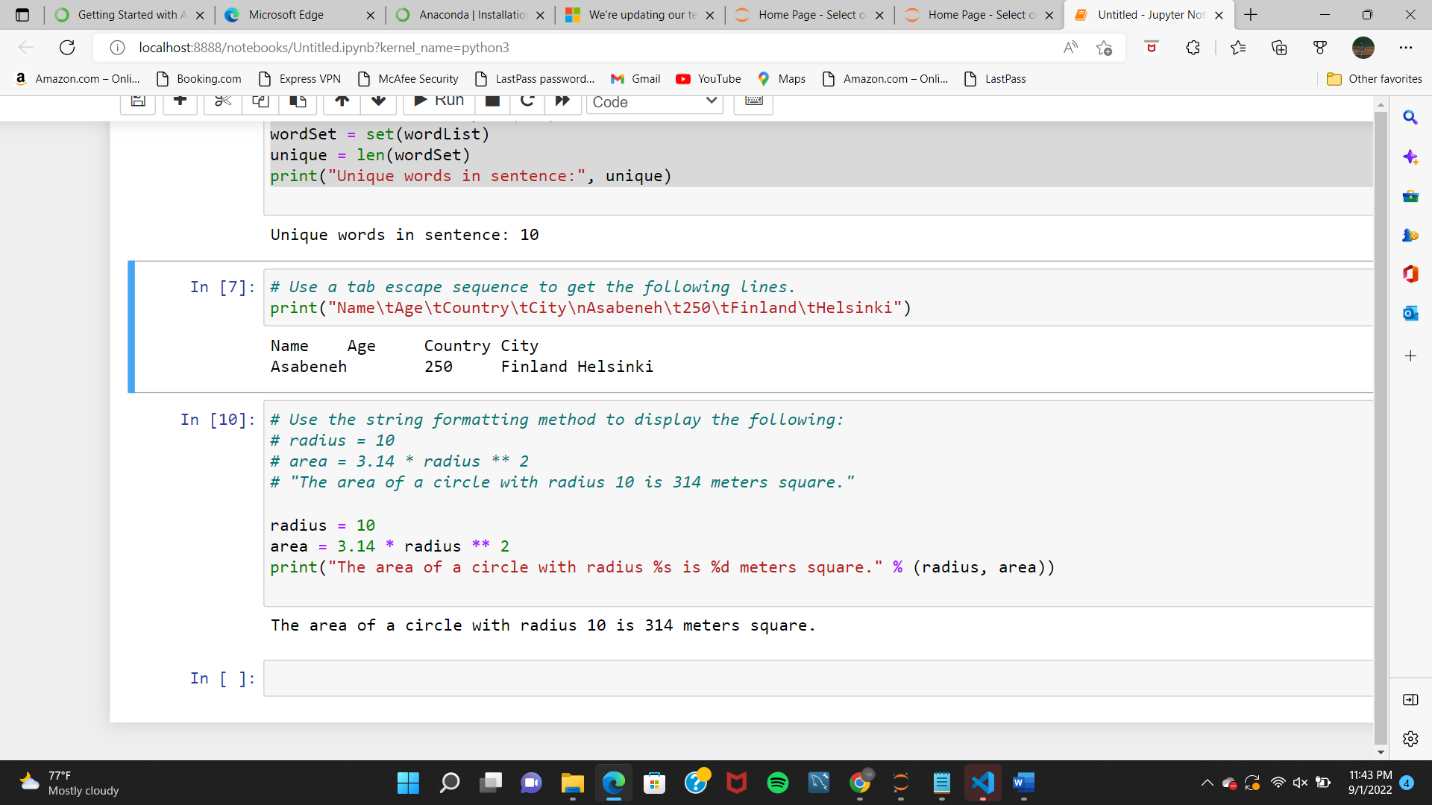 Getting Started with A
Microsoft Edge
Anaconda | Installatio
We're updating our te
Home Page - Select o
Home Page - Select o
Untitled - Jupyter Not
localhost:8888/notebooks/Untitled.ipynb?kernel_name=python3
Amazon.com – Onli...
Booking.com
Express VPN
McAfee Security
LastPass password...
Gmail
YouTube
Maps
Amazon.com – Onli...
LastPass
Other favorites
Run
Code
wordSet = set(wordList)
unique = len(wordSet)
print("Unique words in sentence:", unique)
Unique words in sentence: 10
In [7]:
# Use a tab escape sequence to get the following lines.
print("Name\tAge\tCountry\tCity\nAsabeneh\t250\tFinland\tHelsinki")
Name Age Country City
Asabeneh 250 Finland Helsinki
In [10]:
# Use the string formatting method to display the following:
# radius = 10
# area = 3.14 * radius ** 2
# "The area of a circle with radius 10 is 314 meters square."
radius = 10
area = 3.14 * radius ** 2
print("The area of a circle with radius %s is %d meters square." % (radius, area))
The area of a circle with radius 10 is 314 meters square.
In [ ]:
77°F
Mostly cloudy
11:43 PM
9/1/2022
4